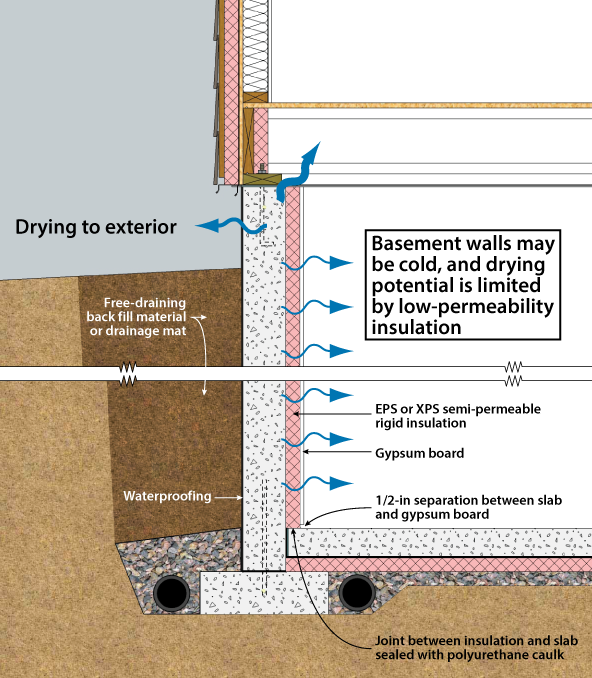 Drying to exterior
Basement walls may
be cold, and drying
potential is limited
by low-permeability
insulation
Free-draining
back fill material
or drainage mat
EPS or XPS semi-permeable
rigid insulation
Gypsum board
Waterproofing
1/2-in separation between slab
and gypsum board
Joint between insulation and slab
sealed with polyurethane caulk